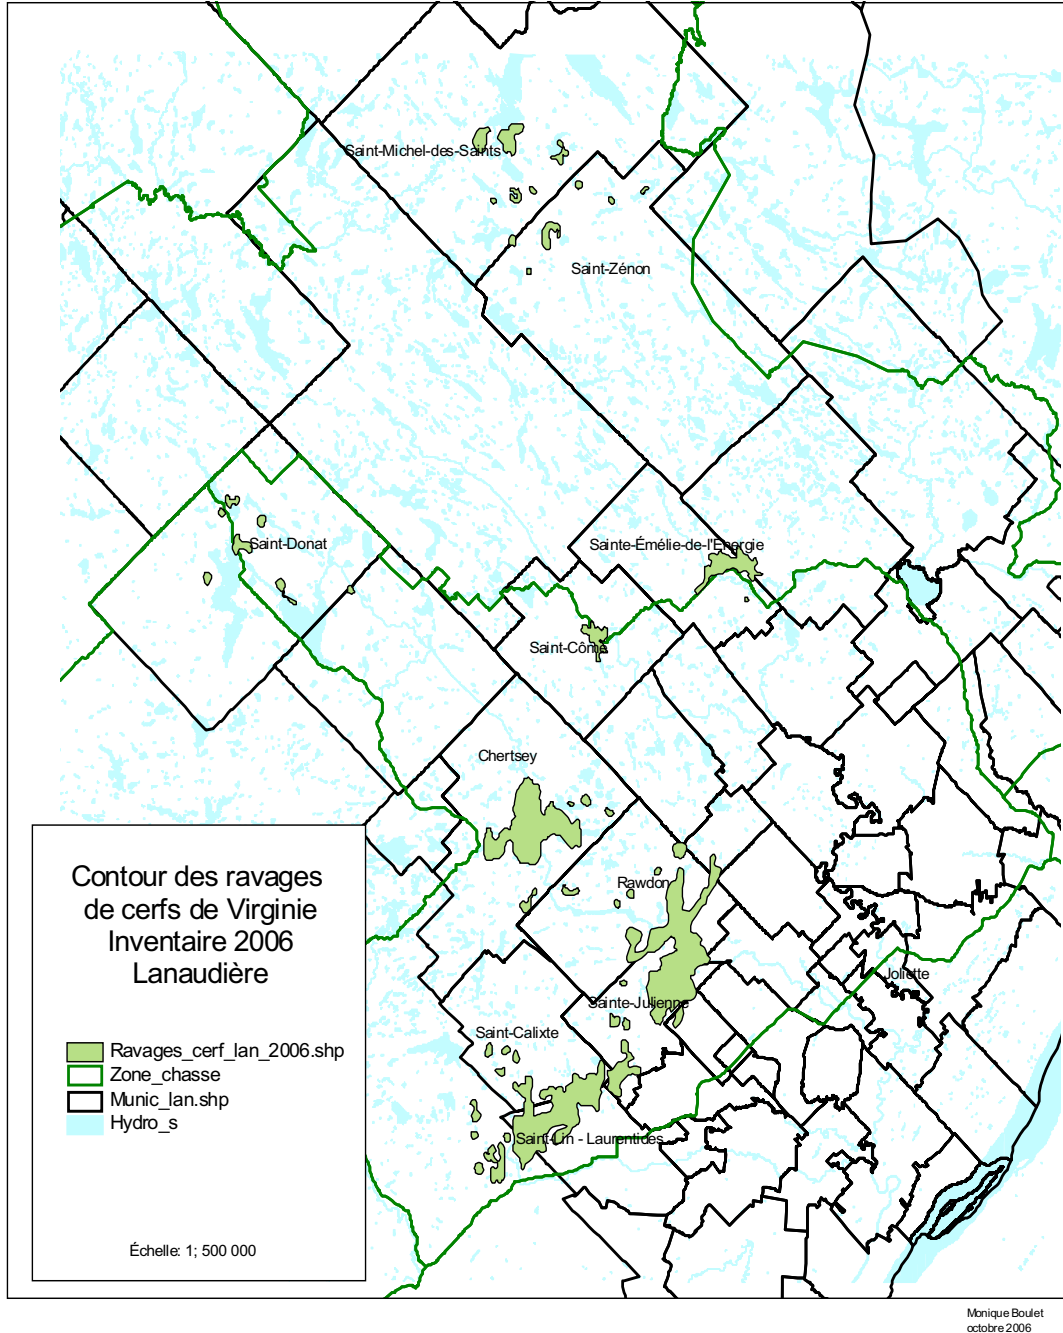 Saint-Michel-des-Saints
Saint-Zénon
Saint-Donat
Sainte-Émélie-de-l'Énergie
Saint-Côme
Chertsey
Rawdon
Joliette
Sainte-Julienne
Saint-Calixte
Saint-Lin - Laurentides
Contour des ravages
de cerfs de Virginie
Inventaire 2006
Lanaudière
Ravages_cerf_lan_2006.shp
Zone_chasse
Munic_lan.shp
Hydro_s
Échelle: 1; 500 000
Monique Boulet
octobre 2006